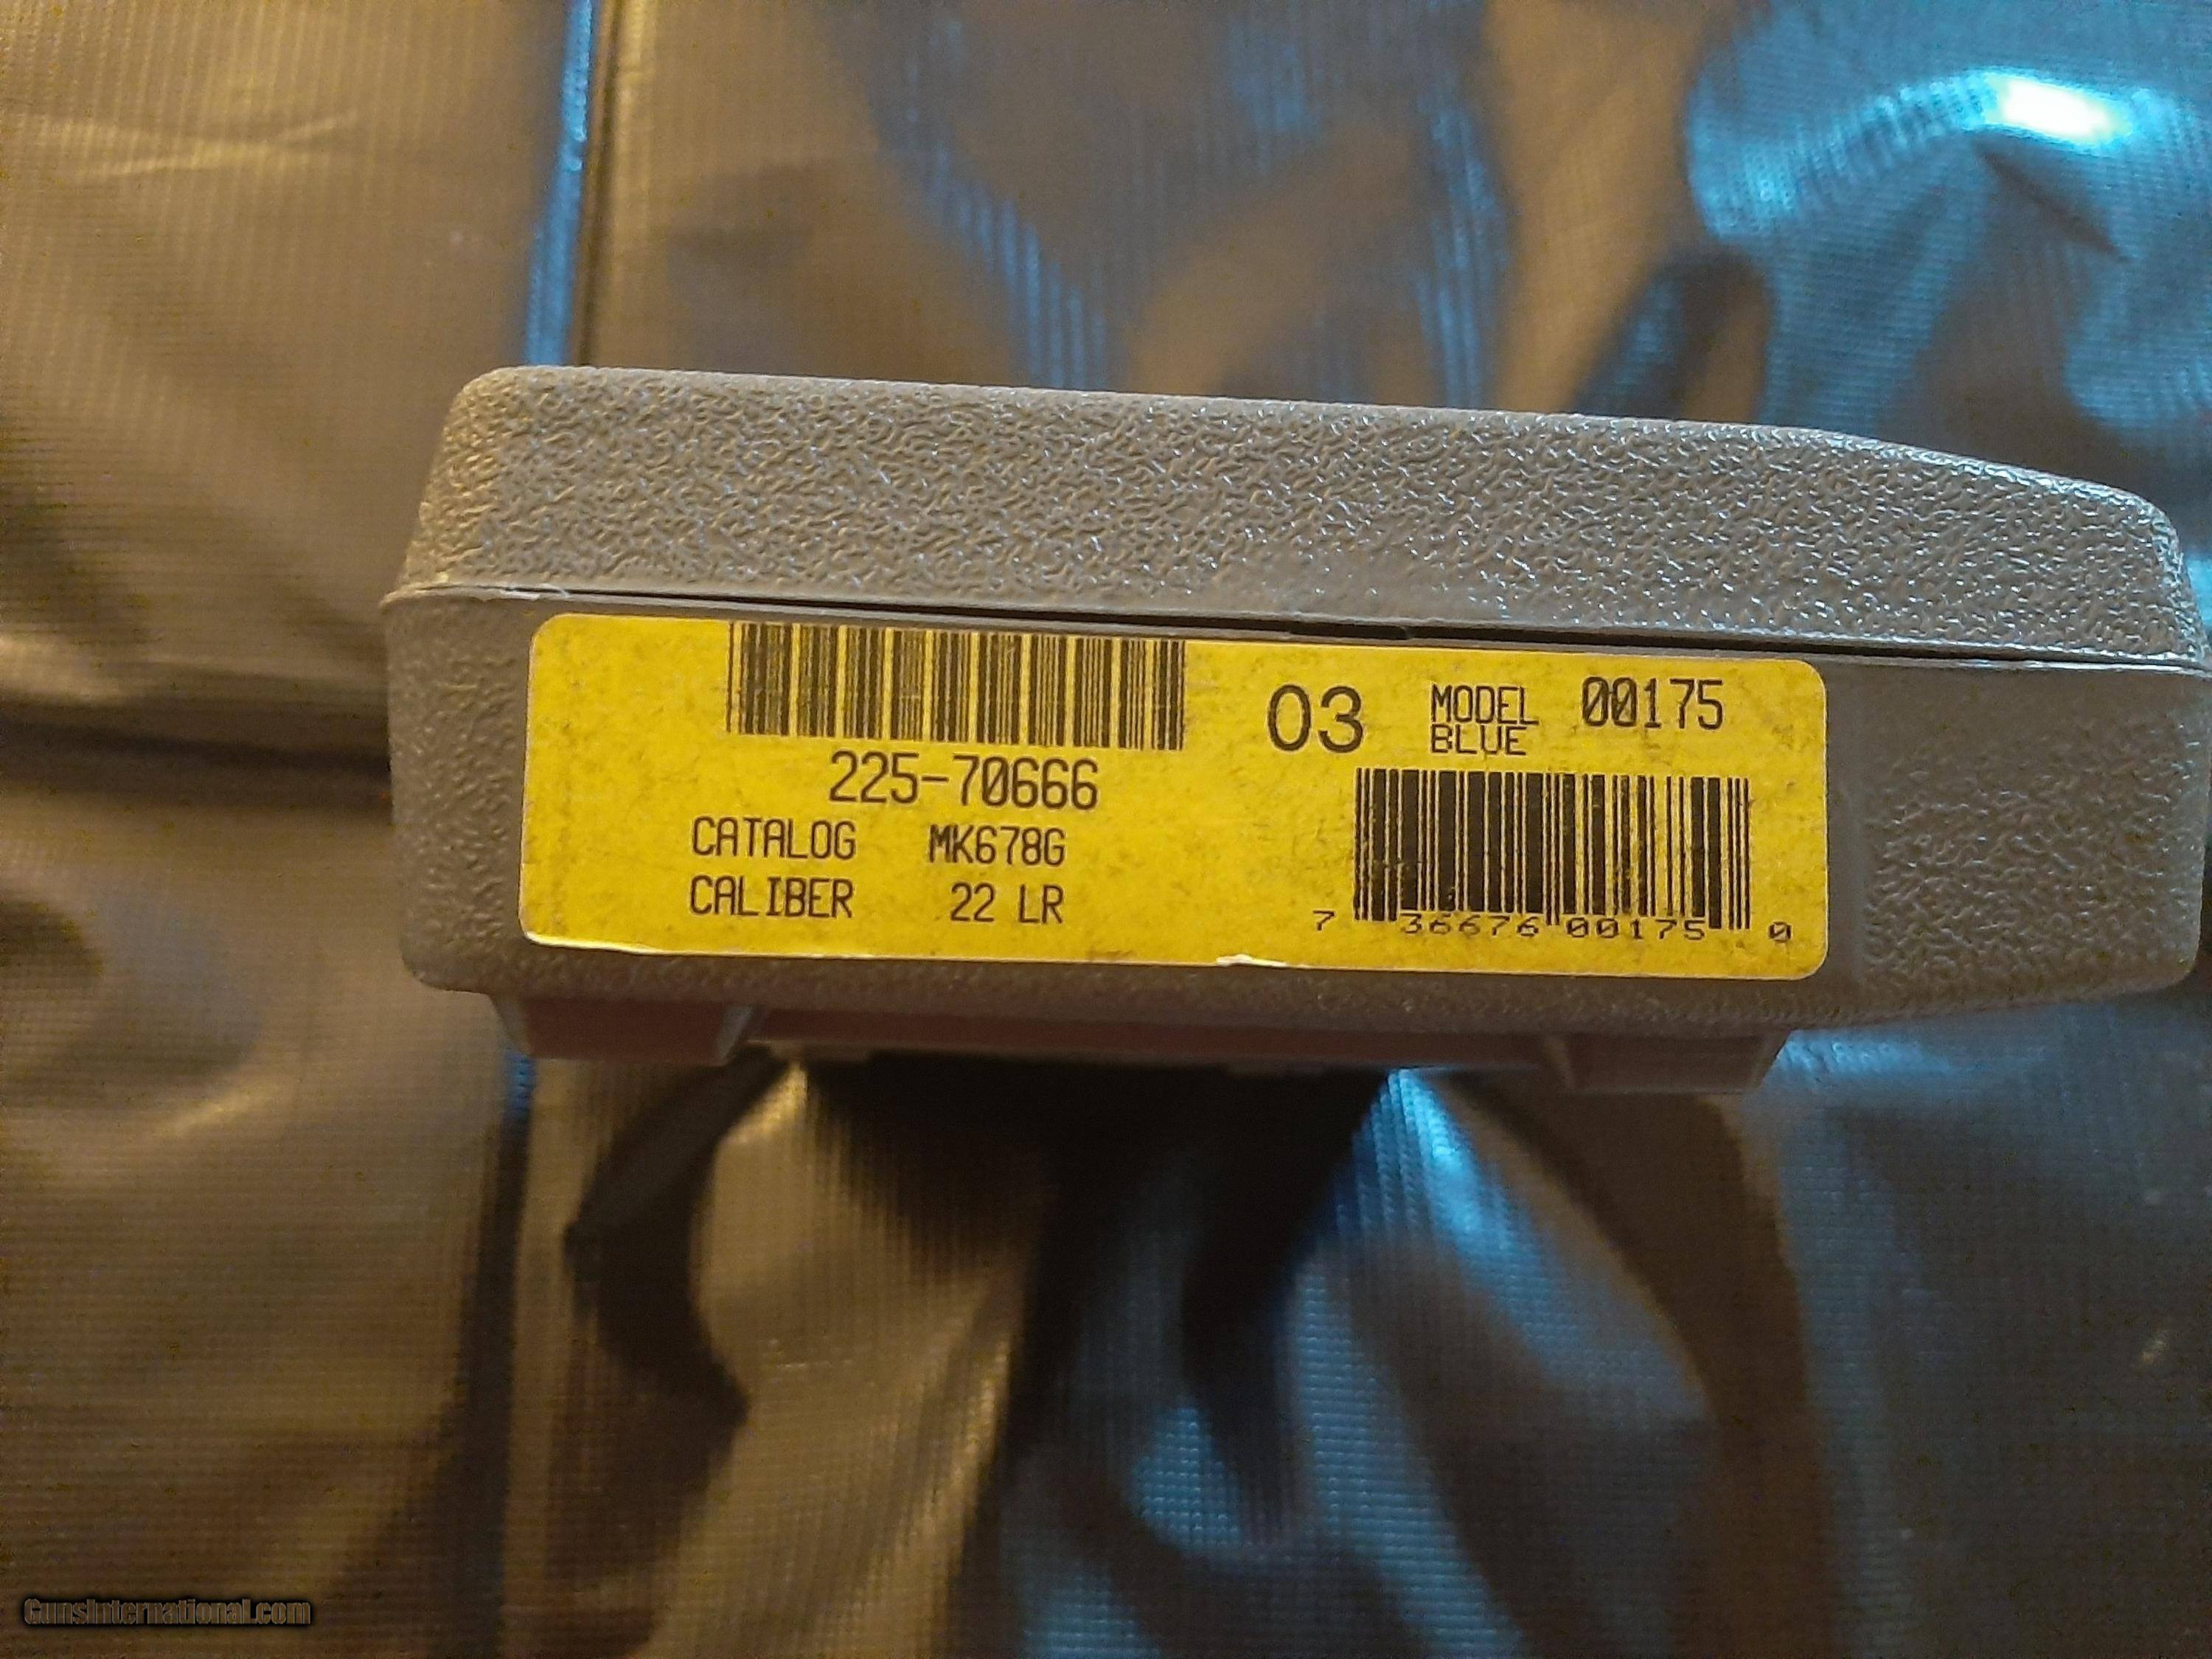 225-70666
CATALOG MK678G
CALIBER 22 LR
03
MODEL 00175
BLUE
7 36676 00175 0
GunsInternational.com